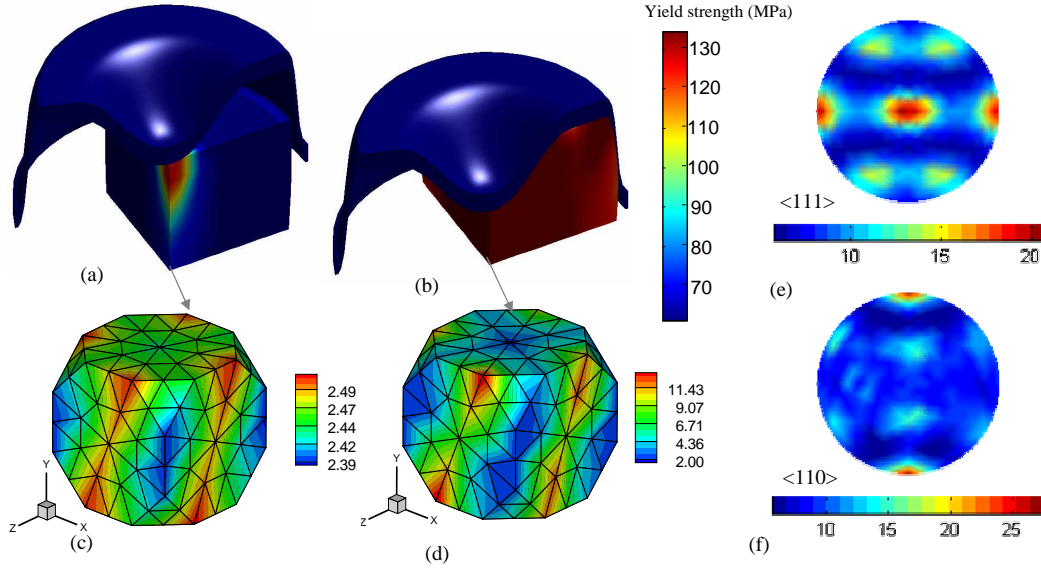 Yield strength (MPa)
130
120
110
100
90
80
70
(a)
(b)
<111>
10
15
20
(e)
2.49
2.47
2.44
2.42
2.39
Y
Z
X
(c)
11.43
9.07
6.71
4.36
2.00
Y
Z
X
(d)
<110>
10
15
20
25
(f)